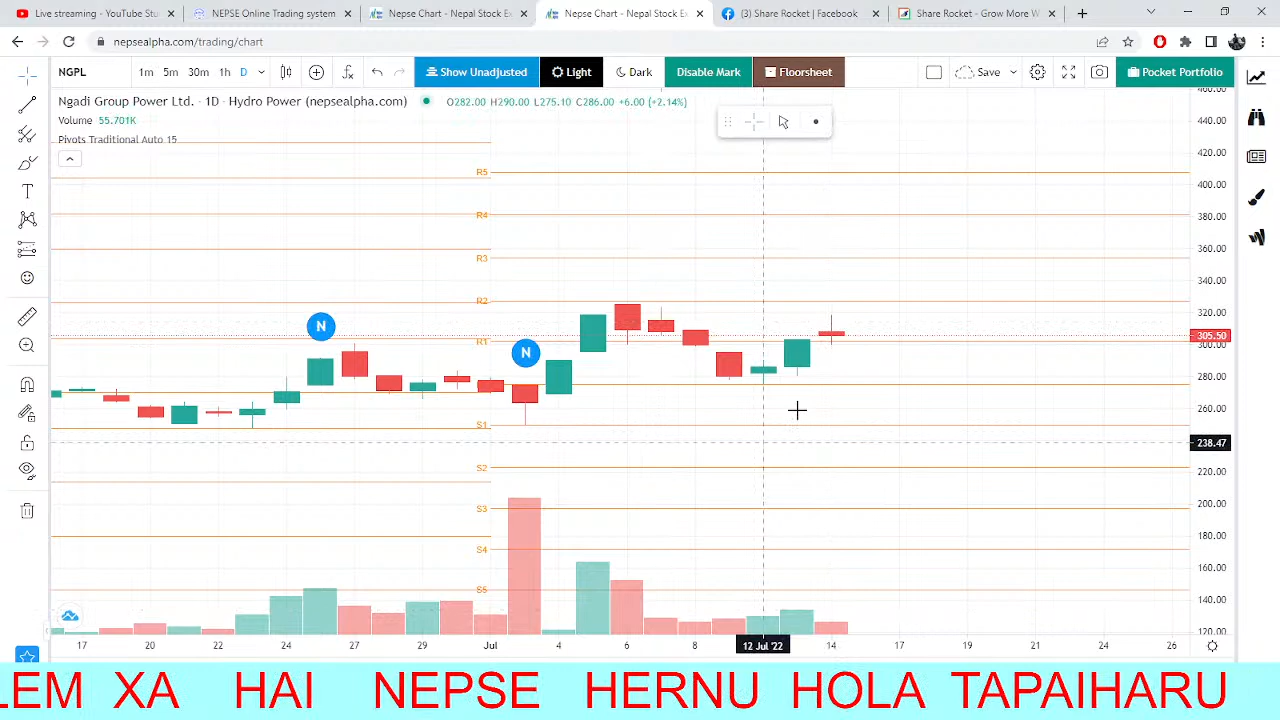 Live streaming - YouTube Stu
NEPSE Online Trading system
Nepse Chart - Nepal Stock Ex
Nepse Chart - Nepal Stock Ex
(3) Share Rocket | Facebook
Share Rocket - Grow More W
nepsealpha.com/trading/chart
NGPL 1m 5m 30m 1h D Show Unadjusted Light Dark Disable Mark Floorsheet Save Pocket Portfolio
Ngadi Group Power Ltd. · 1D · Hydro Power (nepsealpha.com) O282.00 H290.00 L275.10 C286.00 +6.00 (+2.14%)
Volume 55.701K
Pivots Traditional Auto 15
R5
R4
R3
R2
R1
S1
S2
S3
S4
S5
N
N
460.00
440.00
420.00
400.00
380.00
360.00
340.00
320.00
305.50
300.00
280.00
260.00
238.47
220.00
200.00
180.00
160.00
140.00
120.00
17 20 22 24 27 29 Jul 4 6 8 12 Jul '22 14 17 19 21 24 26
LEM XA HAI NEPSE HERNU HOLA TAPAIHARU